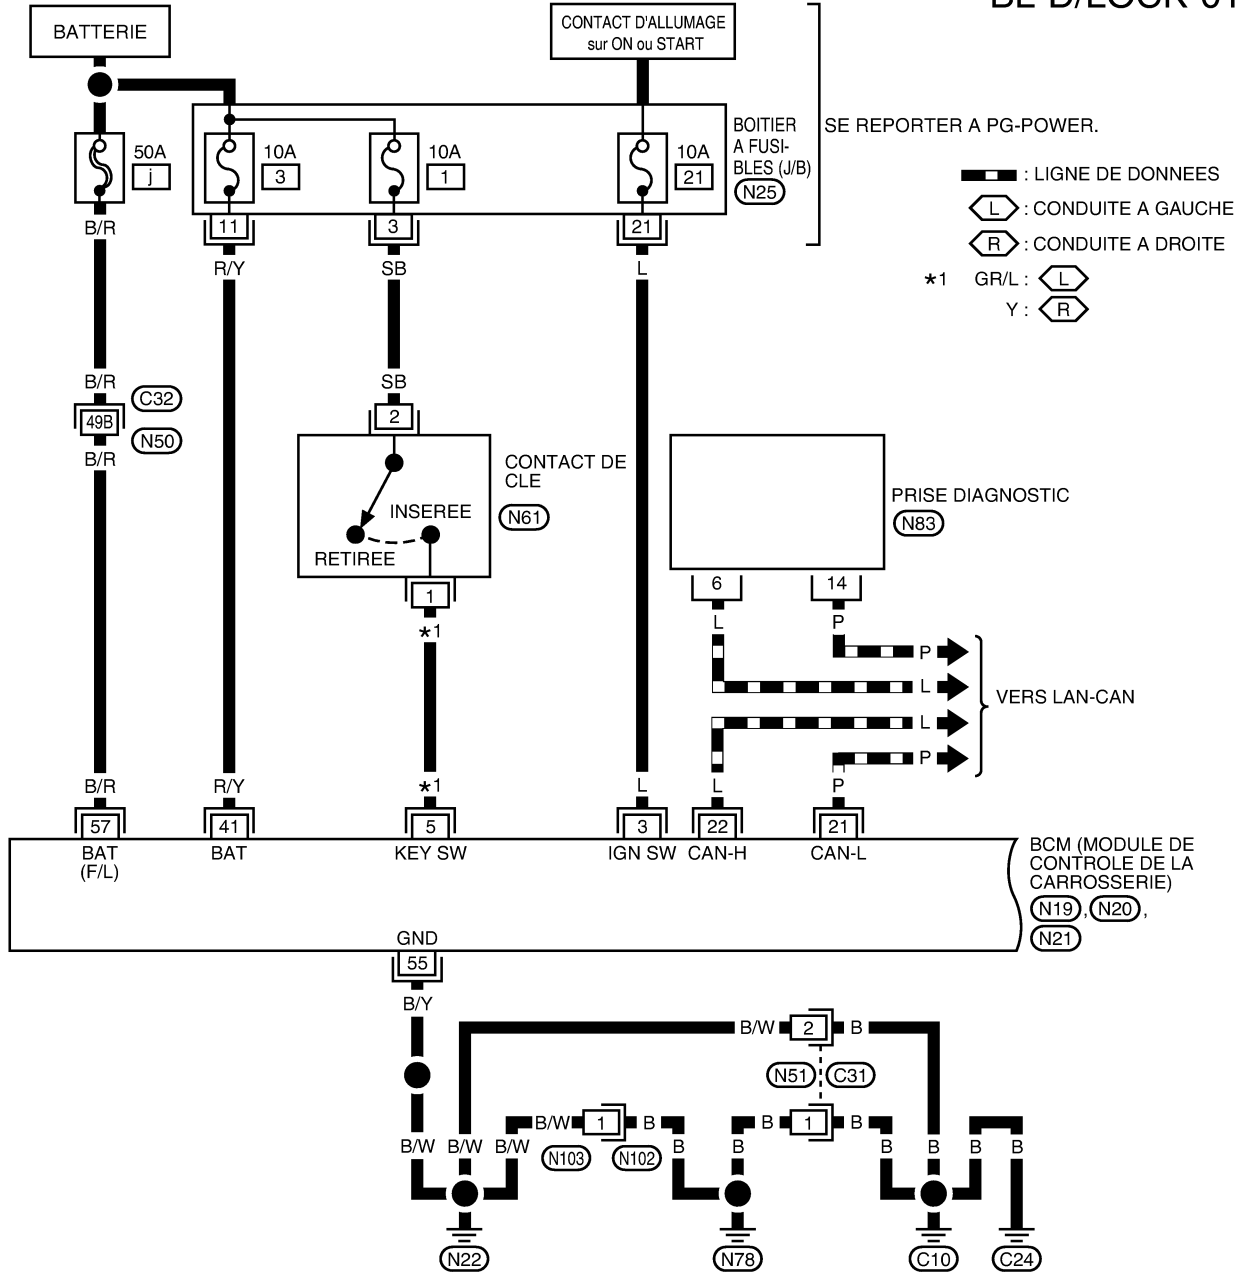 BATTERIE
CONTACT D'ALLUMAGE
sur ON ou START
50A
j
10A
3
10A
1
10A
21
BOITIER
A FUSI-
BLES (J/B)
N25
SE REPORTER A PG-POWER.
: LIGNE DE DONNEES
L : CONDUITE A GAUCHE
R : CONDUITE A DROITE
*1 GR/L : L
Y : R
11
3
21
B/R
R/Y
SB
L
B/R
C32
49B
N50
B/R
SB
2
CONTACT DE
CLE
N61
INSEREE
RETIREE
1
*1
PRISE DIAGNOSTIC
N83
6
14
L
P
P
L
L
P
VERS LAN-CAN
B/R
R/Y
*1
L
L
P
57
41
5
3
22
21
BAT
(F/L)
BAT
KEY SW
IGN SW
CAN-H
CAN-L
BCM (MODULE DE
CONTROLE DE LA
CARROSSERIE)
N19 , N20 ,
N21
GND
55
B/Y
B/W
2
B
N51
C31
B/W
1
B
B
1
B
N103
N102
B/W
B/W
B/W
B
B
B
B
B
B
N22
N78
C10
C24